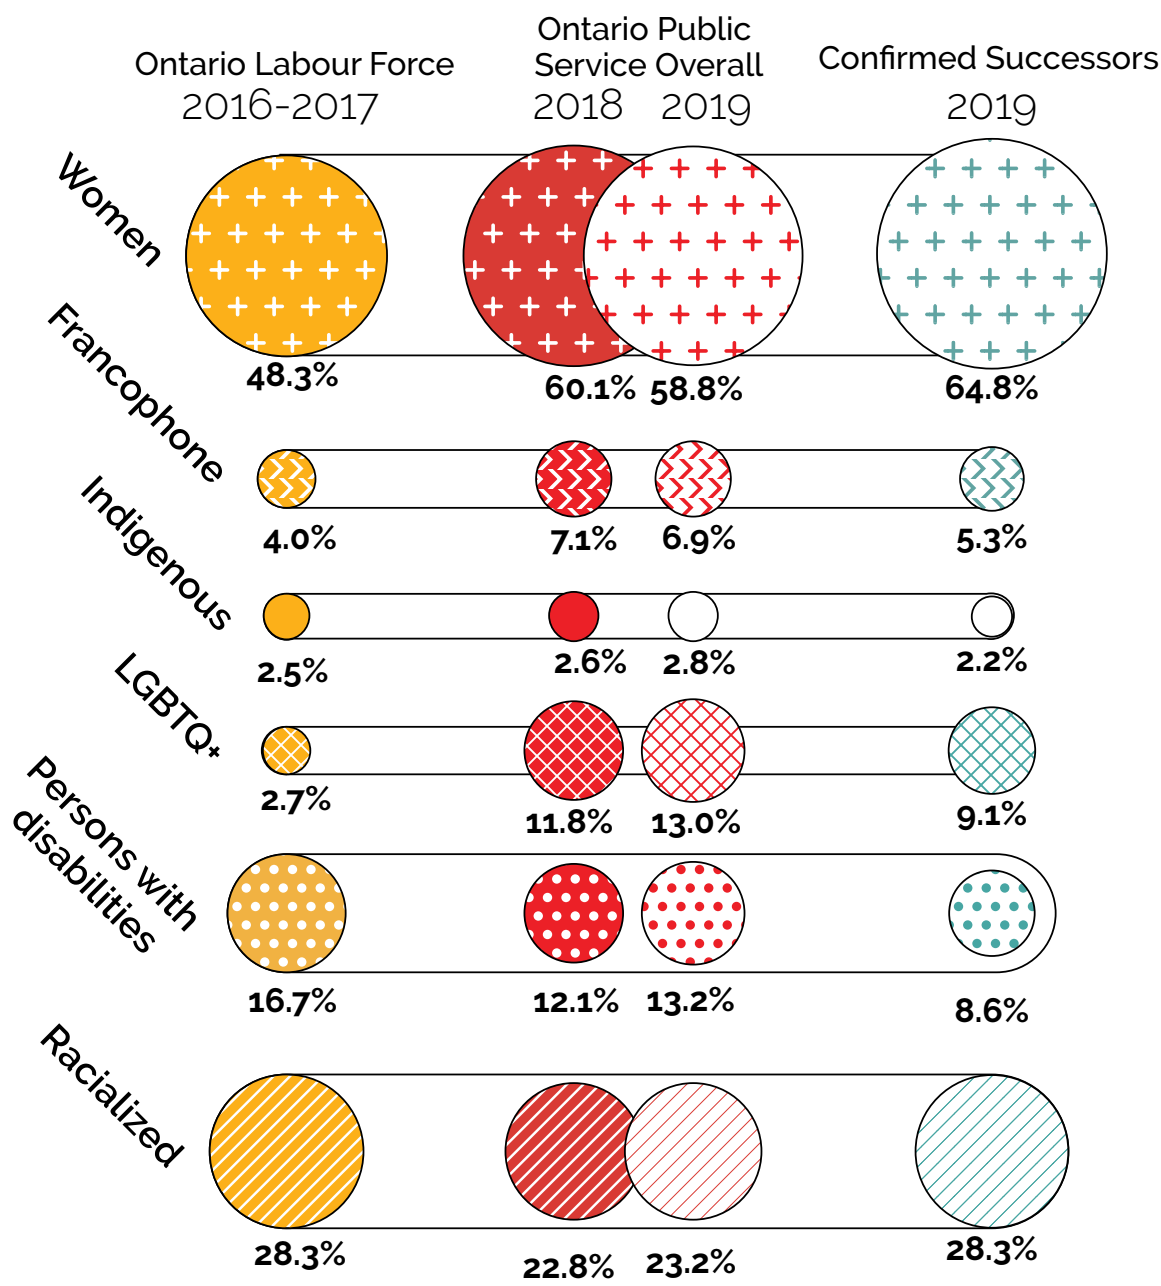 Ontario Labour Force
2016-2017
Ontario Public
Service Overall
2018 2019
Confirmed Successors
2019
Women
48.3% 60.1% 58.8% 64.8%
Francophone
4.0% 7.1% 6.9% 5.3%
Indigenous
2.5% 2.6% 2.8% 2.2%
LGBTQ+
2.7% 11.8% 13.0% 9.1%
Persons with
disabilities
16.7% 12.1% 13.2% 8.6%
Racialized
28.3% 22.8% 23.2% 28.3%